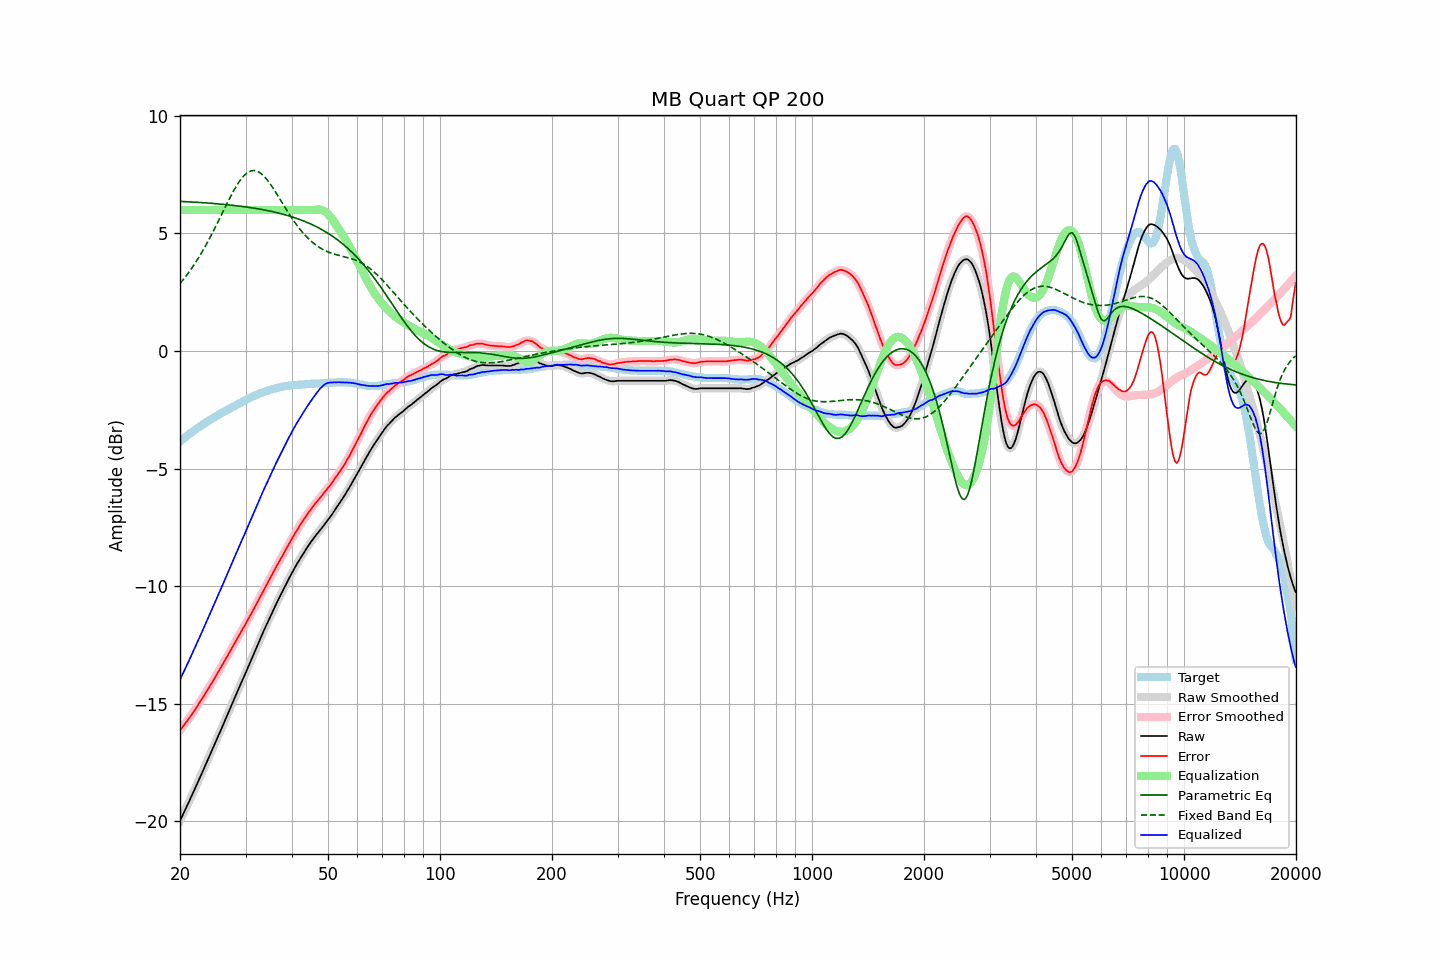 MB Quart QP 200
10
5
0
−5
−10
−15
−20
Amplitude (dBr)
20
50
100
200
500
1000
2000
5000
10000
20000
Frequency (Hz)
Target
Raw Smoothed
Error Smoothed
Raw
Error
Equalization
Parametric Eq
Fixed Band Eq
Equalized